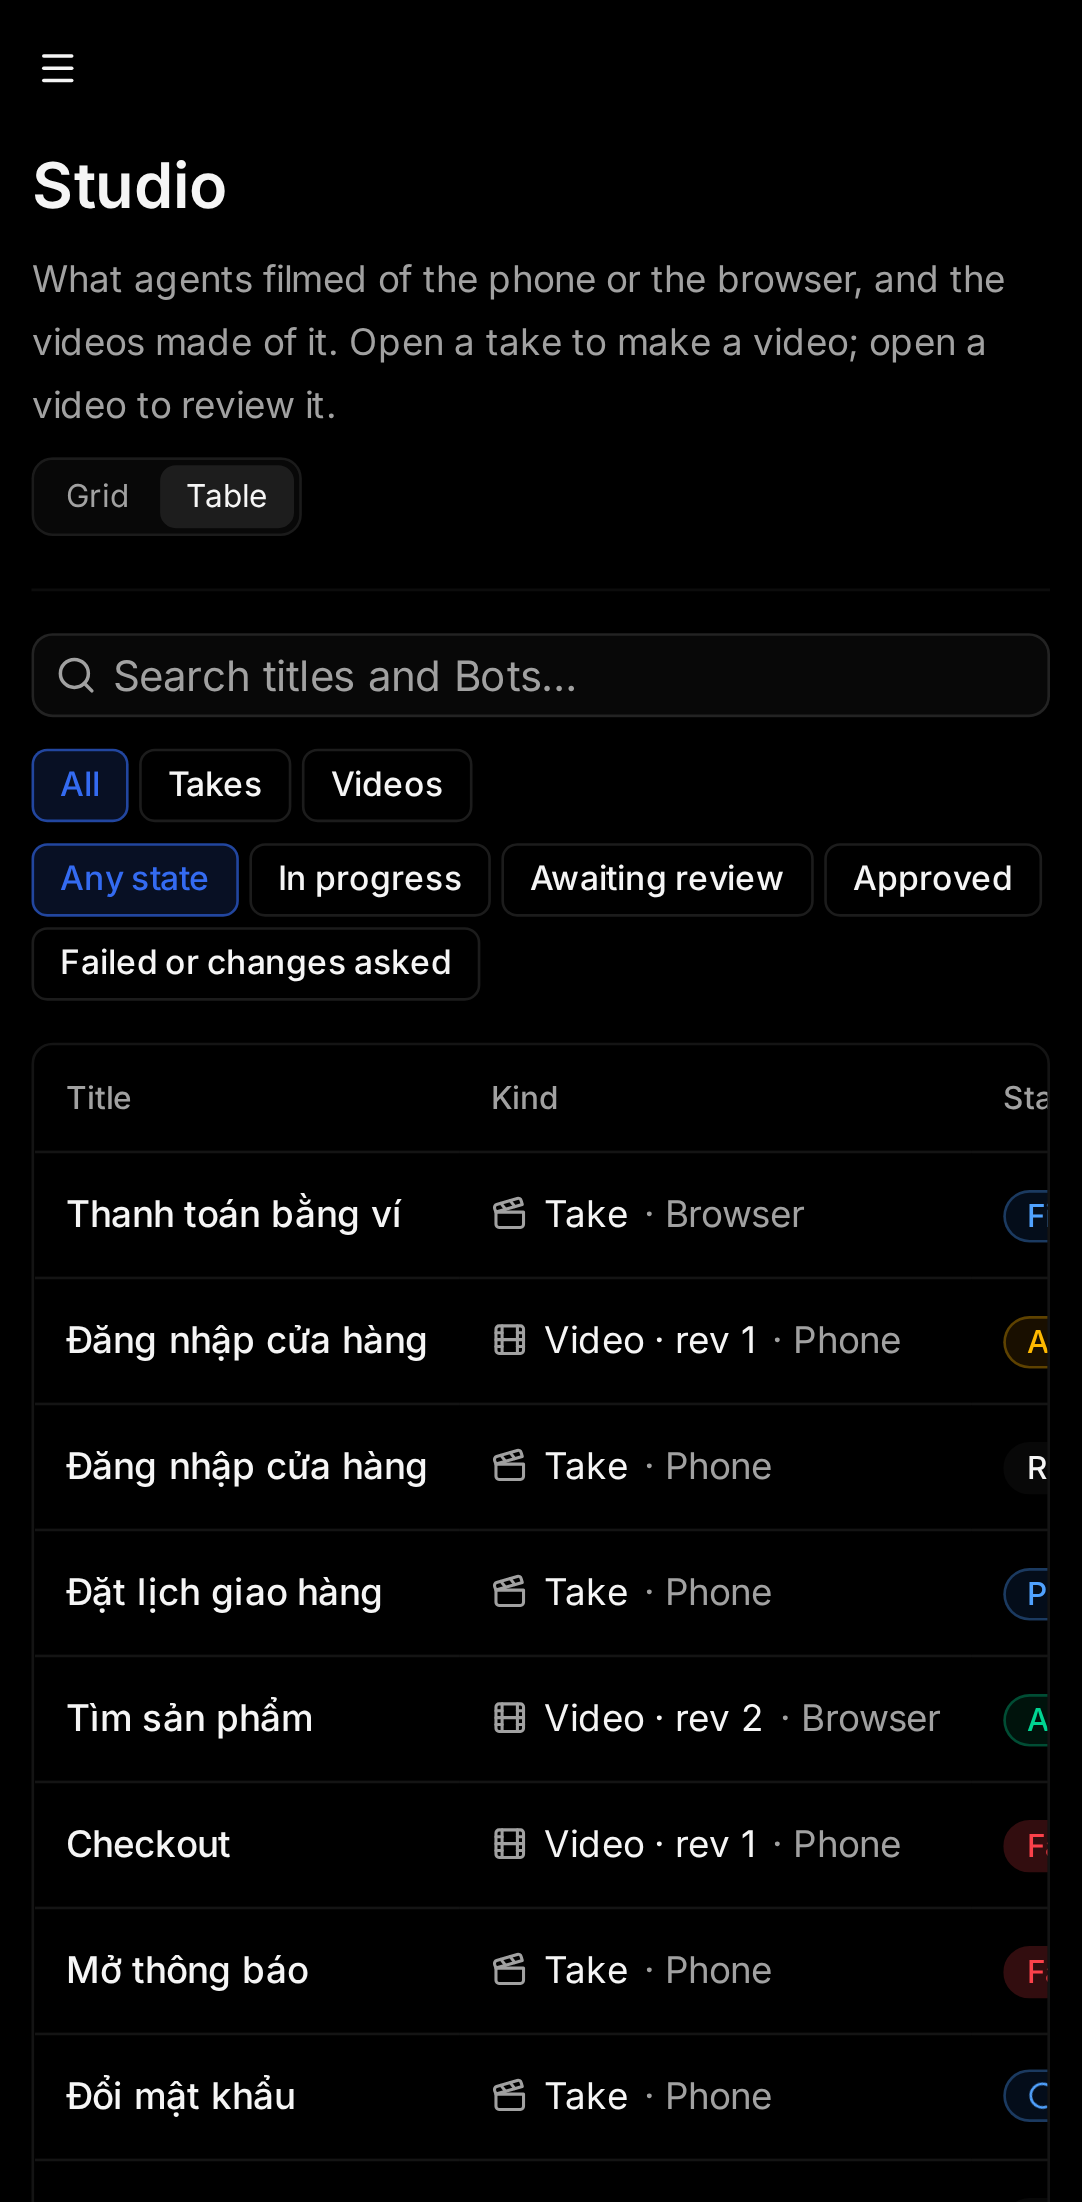 Studio
What agents filmed of the phone or the browser, and the
videos made of it. Open a take to make a video; open a
video to review it.
Grid Table
Search titles and Bots...
All Takes Videos
Any state In progress Awaiting review Approved
Failed or changes asked
Title Kind
Thanh toán bằng ví Take · Browser
Đăng nhập cửa hàng Video · rev 1 · Phone
Đăng nhập cửa hàng Take · Phone
Đặt lịch giao hàng Take · Phone
Tìm sản phẩm Video · rev 2 · Browser
Checkout Video · rev 1 · Phone
Mở thông báo Take · Phone
Đổi mật khẩu Take · Phone